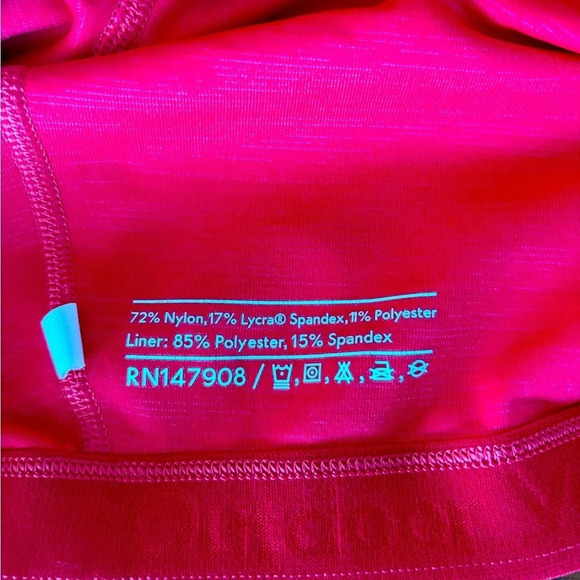 72% Nylon,17% Lycra® Spandex,11% Polyester
Liner: 85% Polyester, 15% Spandex
RN147908 /